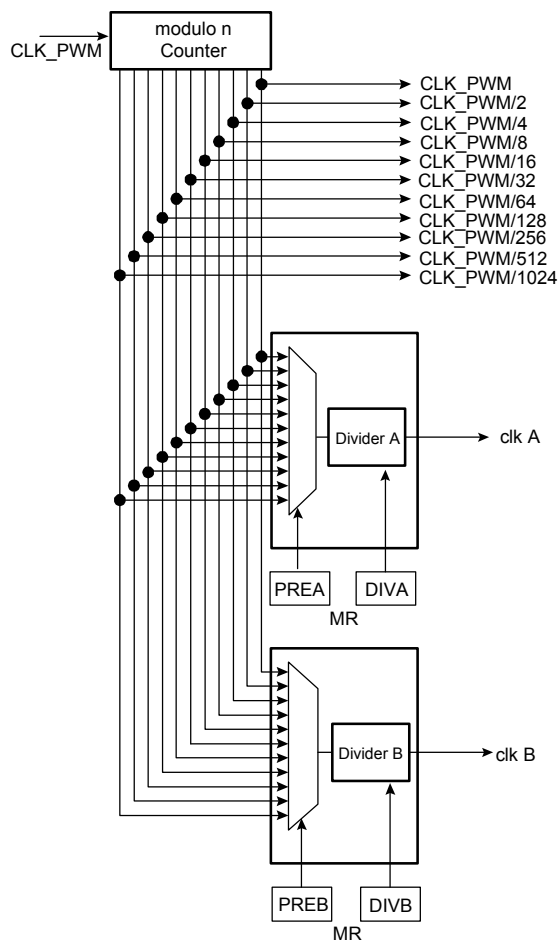 modulo n
Counter
CLK_PWM
CLK_PWM
CLK_PWM/2
CLK_PWM/4
CLK_PWM/8
CLK_PWM/16
CLK_PWM/32
CLK_PWM/64
CLK_PWM/128
CLK_PWM/256
CLK_PWM/512
CLK_PWM/1024
Divider A
clk A
PREA
DIVA
MR
Divider B
clk B
PREB
DIVB
MR